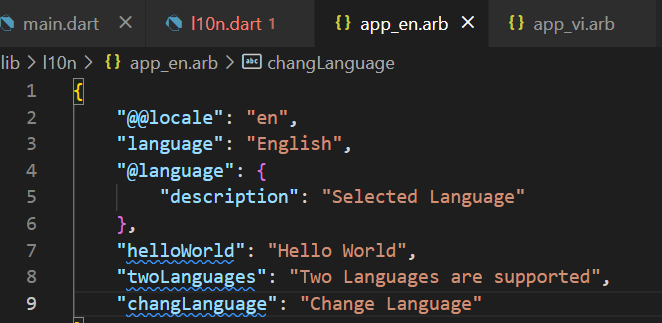 main.dart l10n.dart 1 app_en.arb app_vi.arb
lib > l10n > {} app_en.arb > abc changLanguage
1 {
2 "@@locale": "en",
3 "language": "English",
4 "@language": {
5 "description": "Selected Language"
6 },
7 "helloWorld": "Hello World",
8 "twoLanguages": "Two Languages are supported",
9 "changLanguage": "Change Language"